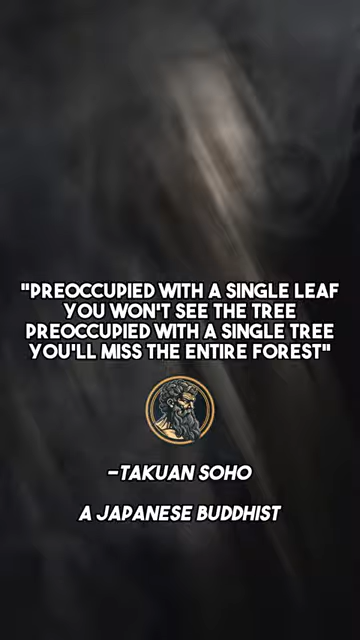 "PREOCCUPIED WITH A SINGLE LEAF
YOU WON'T SEE THE TREE
PREOCCUPIED WITH A SINGLE TREE
YOU'LL MISS THE ENTIRE FOREST"
-TAKUAN SOHO
A JAPANESE BUDDHIST